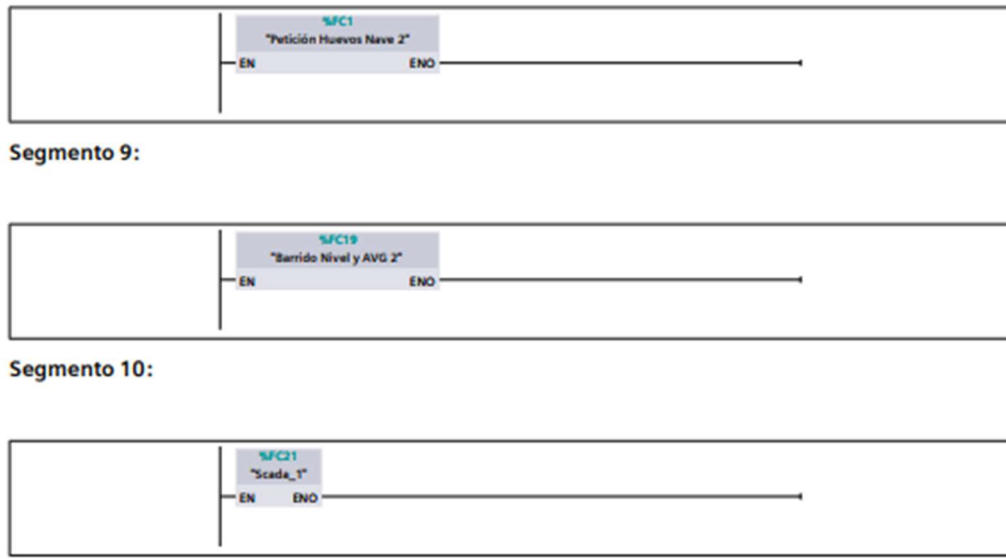 %FC1
"Petición Huevos Nave 2"
EN ENO
Segmento 9:
%FC19
"Barrido Nivel y AVG 2"
EN ENO
Segmento 10:
%FC21
"Scada_1"
EN ENO